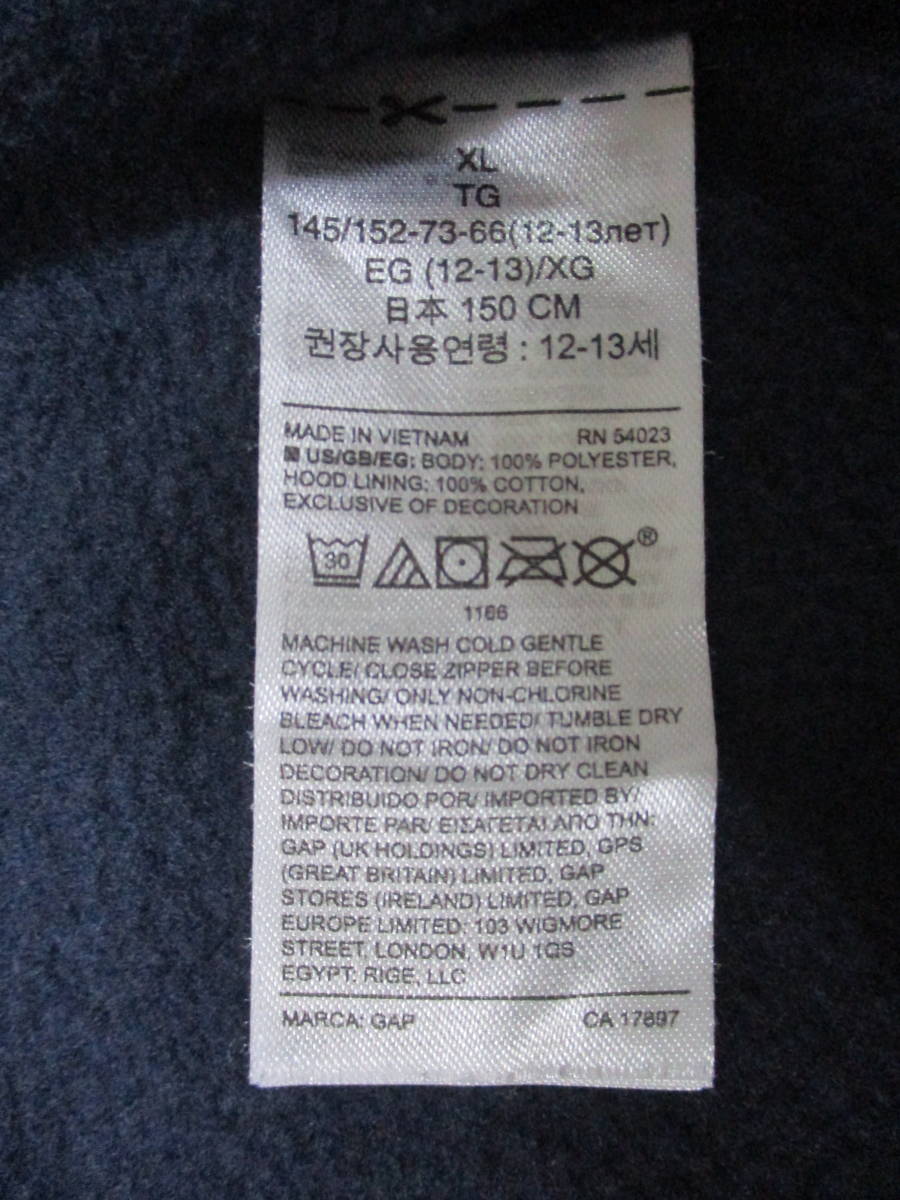 XL
TG
145/152-73-66(12-13лет)
EG (12-13)/XG
日本 150 CM
권장사용연령 : 12-13세
MADE IN VIETNAM RN 54023
US/GB/EG: BODY: 100% POLYESTER,
HOOD LINING: 100% COTTON,
EXCLUSIVE OF DECORATION
30
®
1166
MACHINE WASH COLD GENTLE
CYCLE/ CLOSE ZIPPER BEFORE
WASHING/ ONLY NON-CHLORINE
BLEACH WHEN NEEDED/ TUMBLE DRY
LOW/ DO NOT IRON/ DO NOT IRON
DECORATION/ DO NOT DRY CLEAN
DISTRIBUIDO POR/ IMPORTED BY/
IMPORTE PAR/ ΕΙΣΑΓΕΤΑΙ ΑΠΟ ΤΗΝ:
GAP (UK HOLDINGS) LIMITED, GPS
(GREAT BRITAIN) LIMITED, GAP
STORES (IRELAND) LIMITED, GAP
EUROPE LIMITED: 103 WIGMORE
STREET, LONDON, W1U 1QS
EGYPT: RIGE, LLC
MARCA: GAP CA 17897